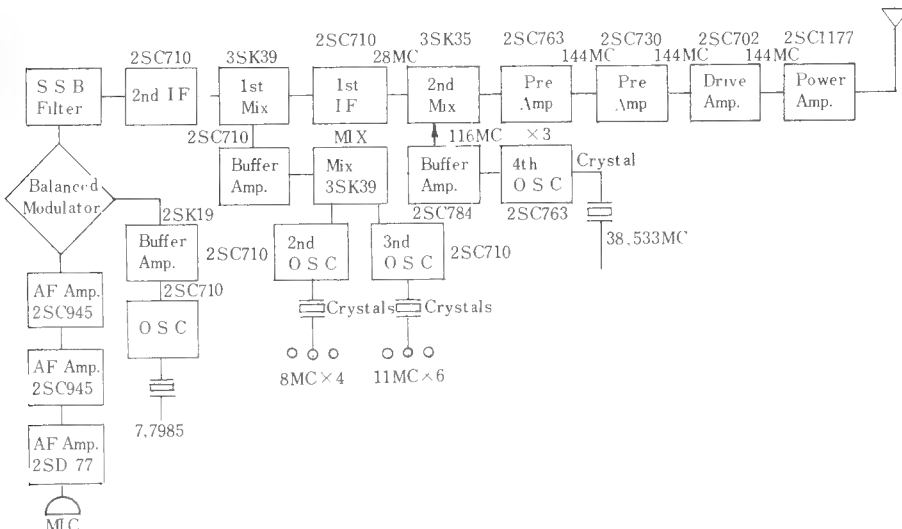 2SC710
3SK39
2SC710
3SK35
2SC763
2SC730
2SC702
2SC1177
28MC
144MC
144MC
144MC
SSB
Filter
2nd IF
1st
Mix
1st
IF
2nd
Mix
Pre
Amp
Pre
Amp
Drive
Amp.
Power
Amp.
2SC710
MIX
116MC
×3
Buffer
Amp.
Mix
3SK39
Buffer
Amp.
4th
OSC
Crystal
Balanced
Modulator
2SK19
2SC784
2SC763
38,533MC
Buffer
Amp.
2SC710
2nd
OSC
3nd
OSC
2SC710
AF Amp.
2SC945
2SC710
OSC
Crystals
Crystals
AF Amp.
2SC945
8MC×4
11MC×6
7,7985
AF Amp.
2SD 77
MIC